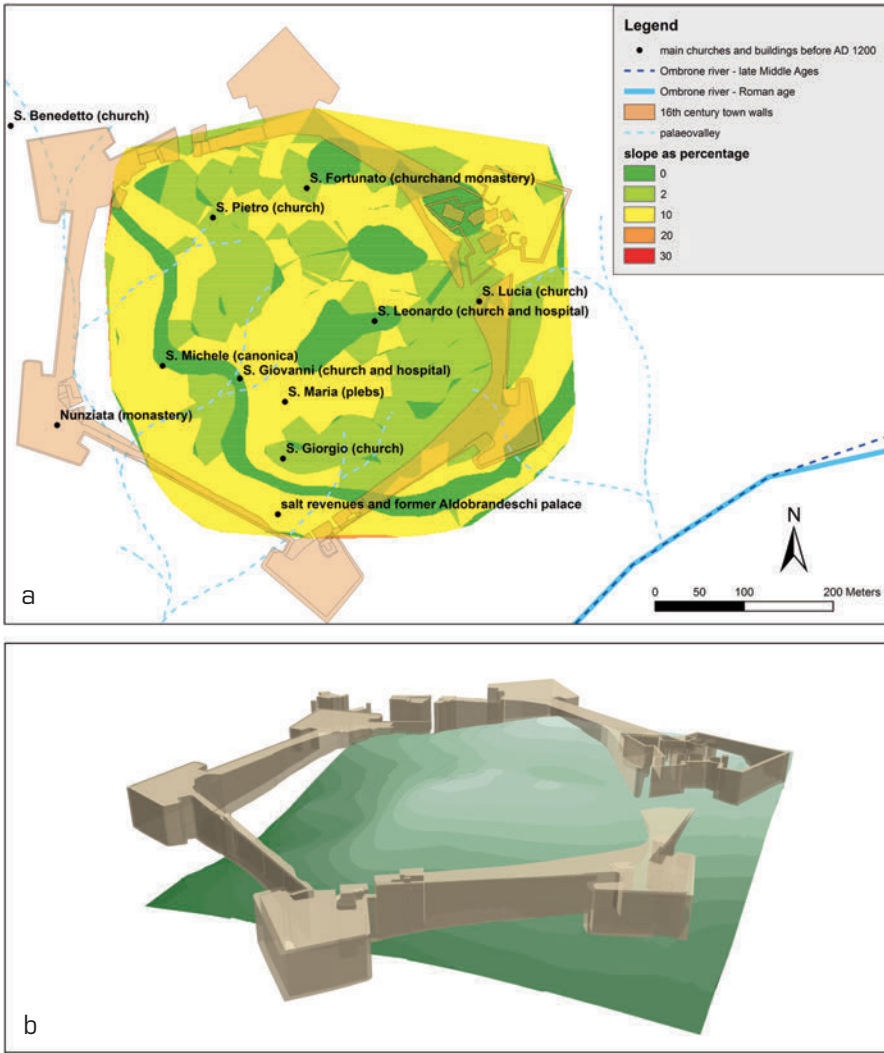 Legend
main churches and buildings before AD 1200
Ombrone river - late Middle Ages
Ombrone river - Roman age
16th century town walls
palaeovalley
slope as percentage
0
2
10
20
30
S. Benedetto (church)
S. Fortunato (churchand monastery)
S. Pietro (church)
S. Lucia (church)
S. Leonardo (church and hospital)
S. Michele (canonica)
S. Giovanni (church and hospital)
S. Maria (plebs)
Nunziata (monastery)
S. Giorgio (church)
salt revenues and former Aldobrandeschi palace
N
0 50 100 200 Meters
a
b